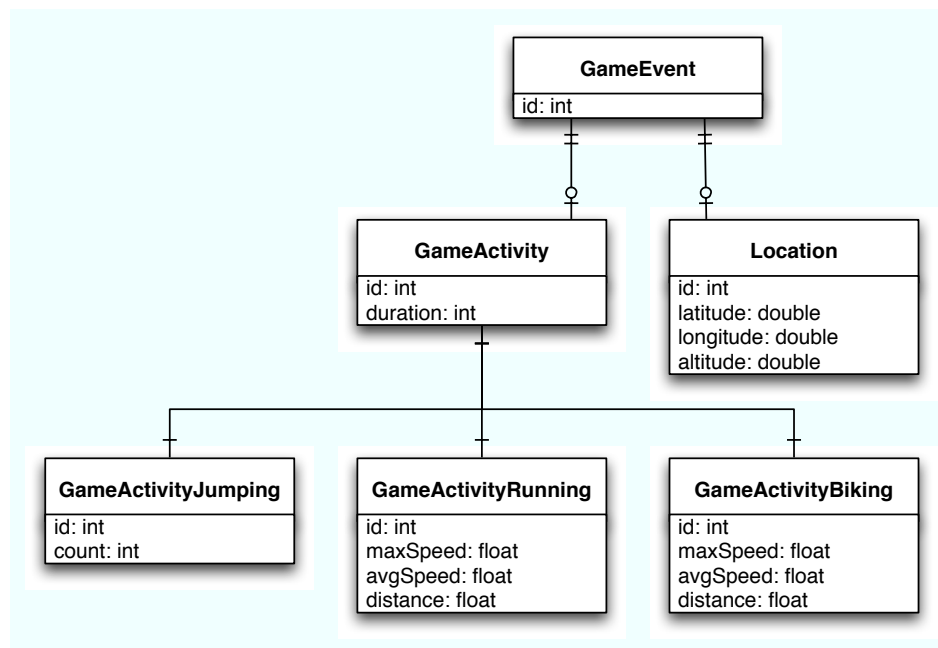 GameEvent
id: int
GameActivity
id: int
duration: int
Location
id: int
latitude: double
longitude: double
altitude: double
GameActivityJumping
id: int
count: int
GameActivityRunning
id: int
maxSpeed: float
avgSpeed: float
distance: float
GameActivityBiking
id: int
maxSpeed: float
avgSpeed: float
distance: float